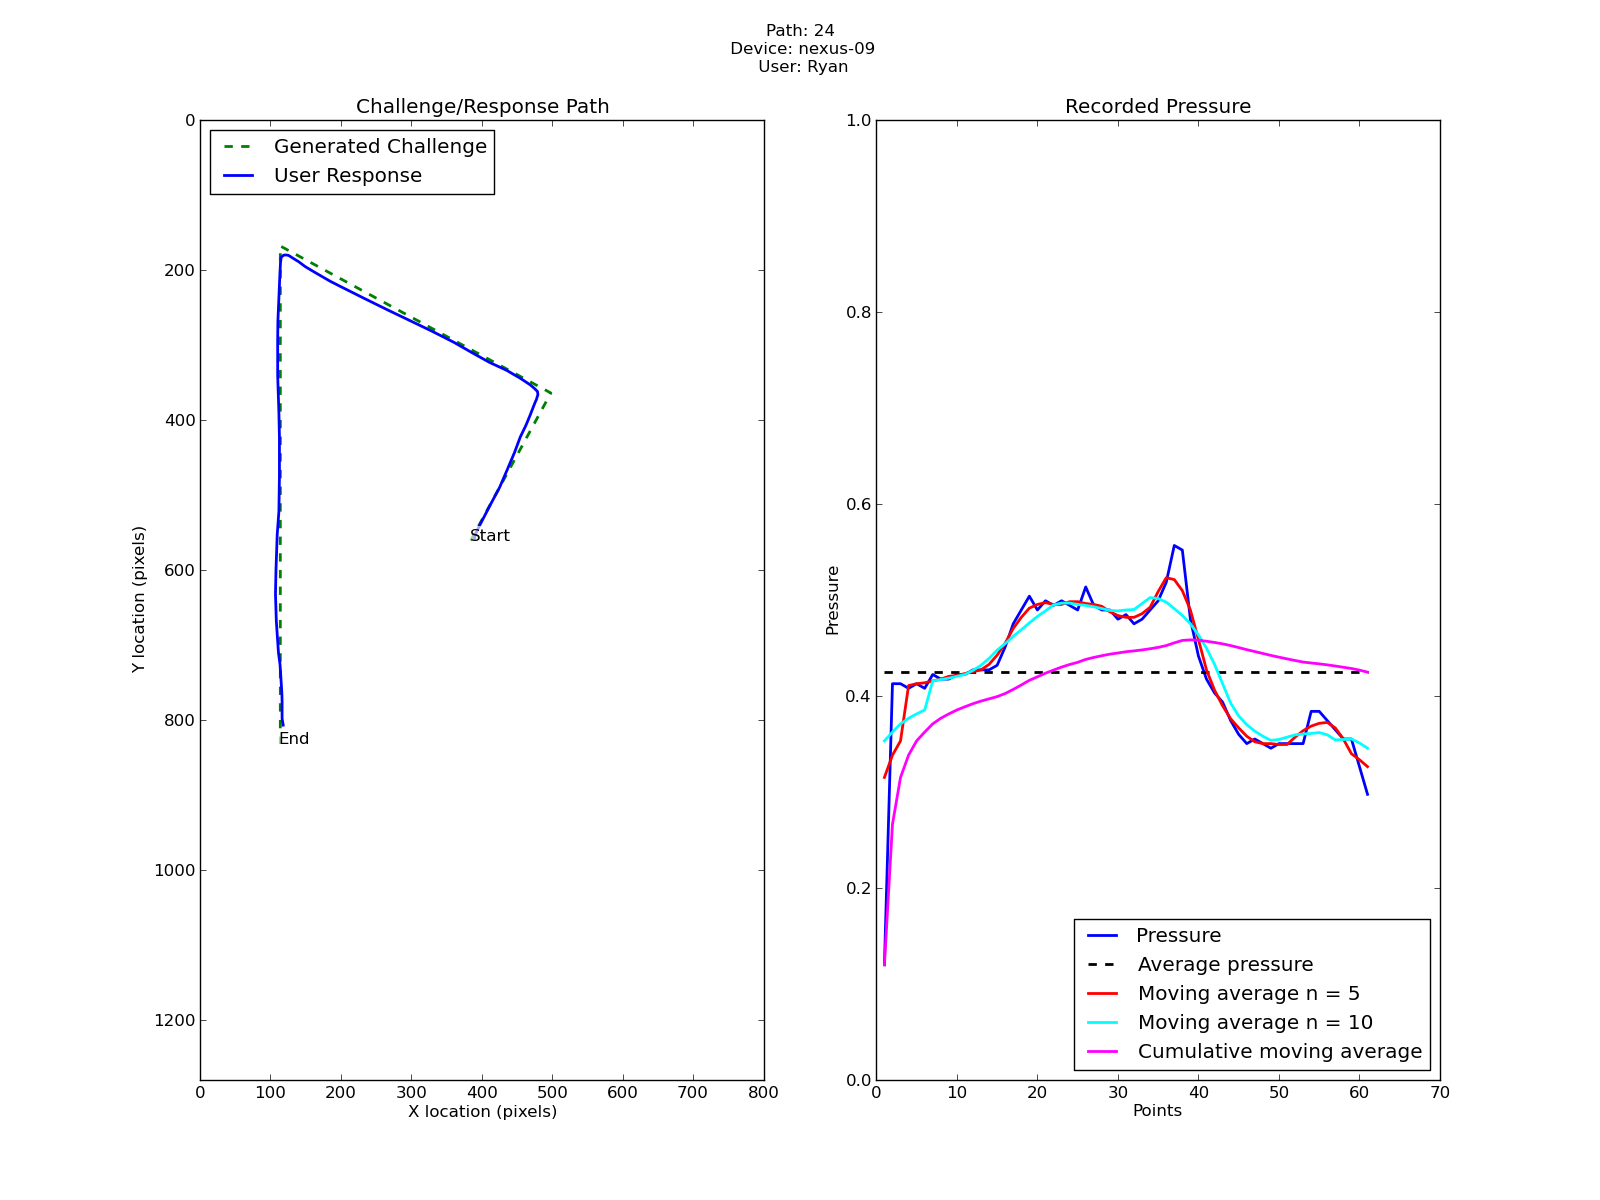 Path: 24
Device: nexus-09
User: Ryan
Challenge/Response Path
Generated Challenge
User Response
0
200
400
600
800
1000
1200
Y location (pixels)
Start
End
0 100 200 300 400 500 600 700 800
X location (pixels)
Recorded Pressure
1.0
0.8
0.6
0.4
0.2
0.0
Pressure
Pressure
Average pressure
Moving average n = 5
Moving average n = 10
Cumulative moving average
0 10 20 30 40 50 60 70
Points